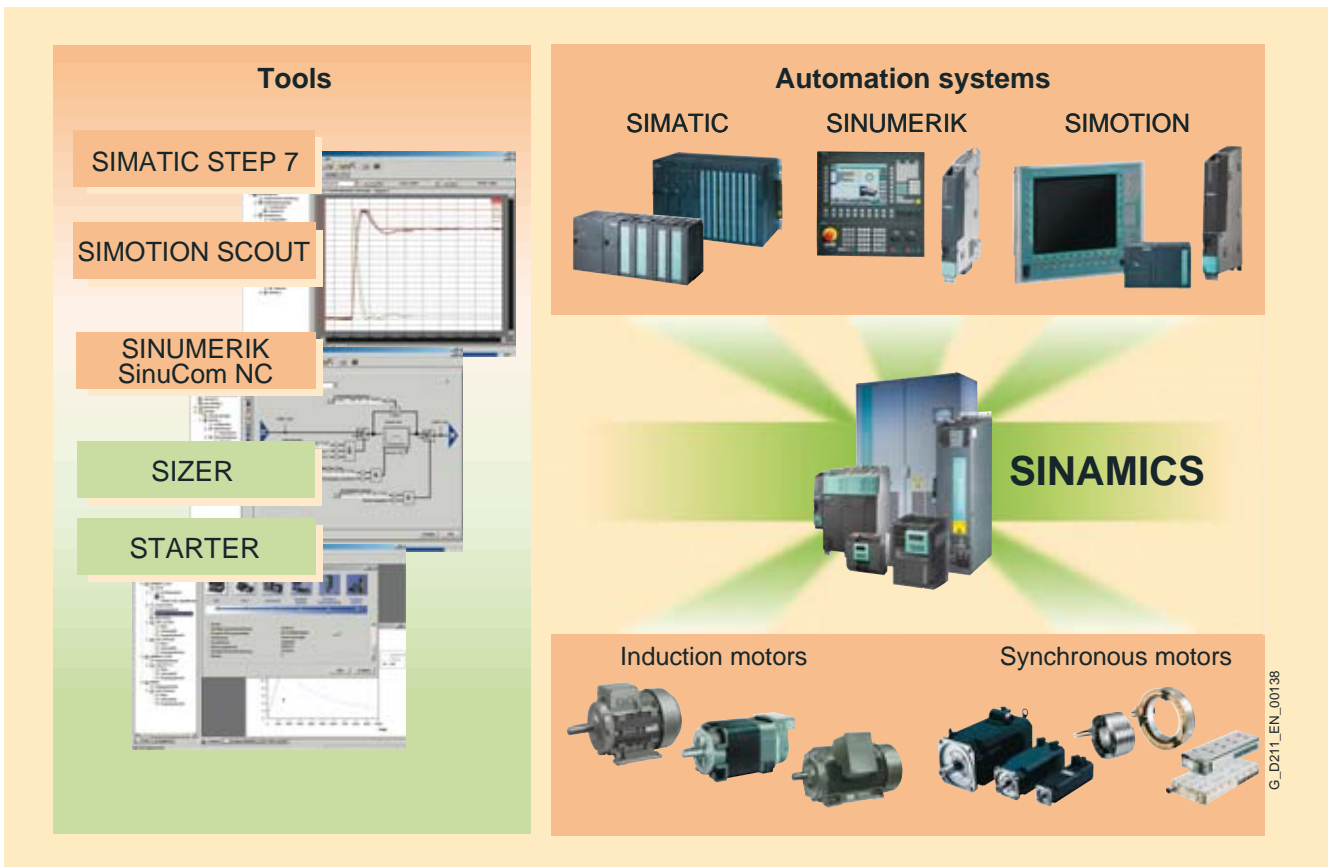 Tools
SIMATIC STEP 7
SIMOTION SCOUT
SINUMERIK
SinuCom NC
SIZER
STARTER
Automation systems
SIMATIC
SINUMERIK
SIMOTION
SINAMICS
Induction motors
Synchronous motors
G_D211_EN_00138